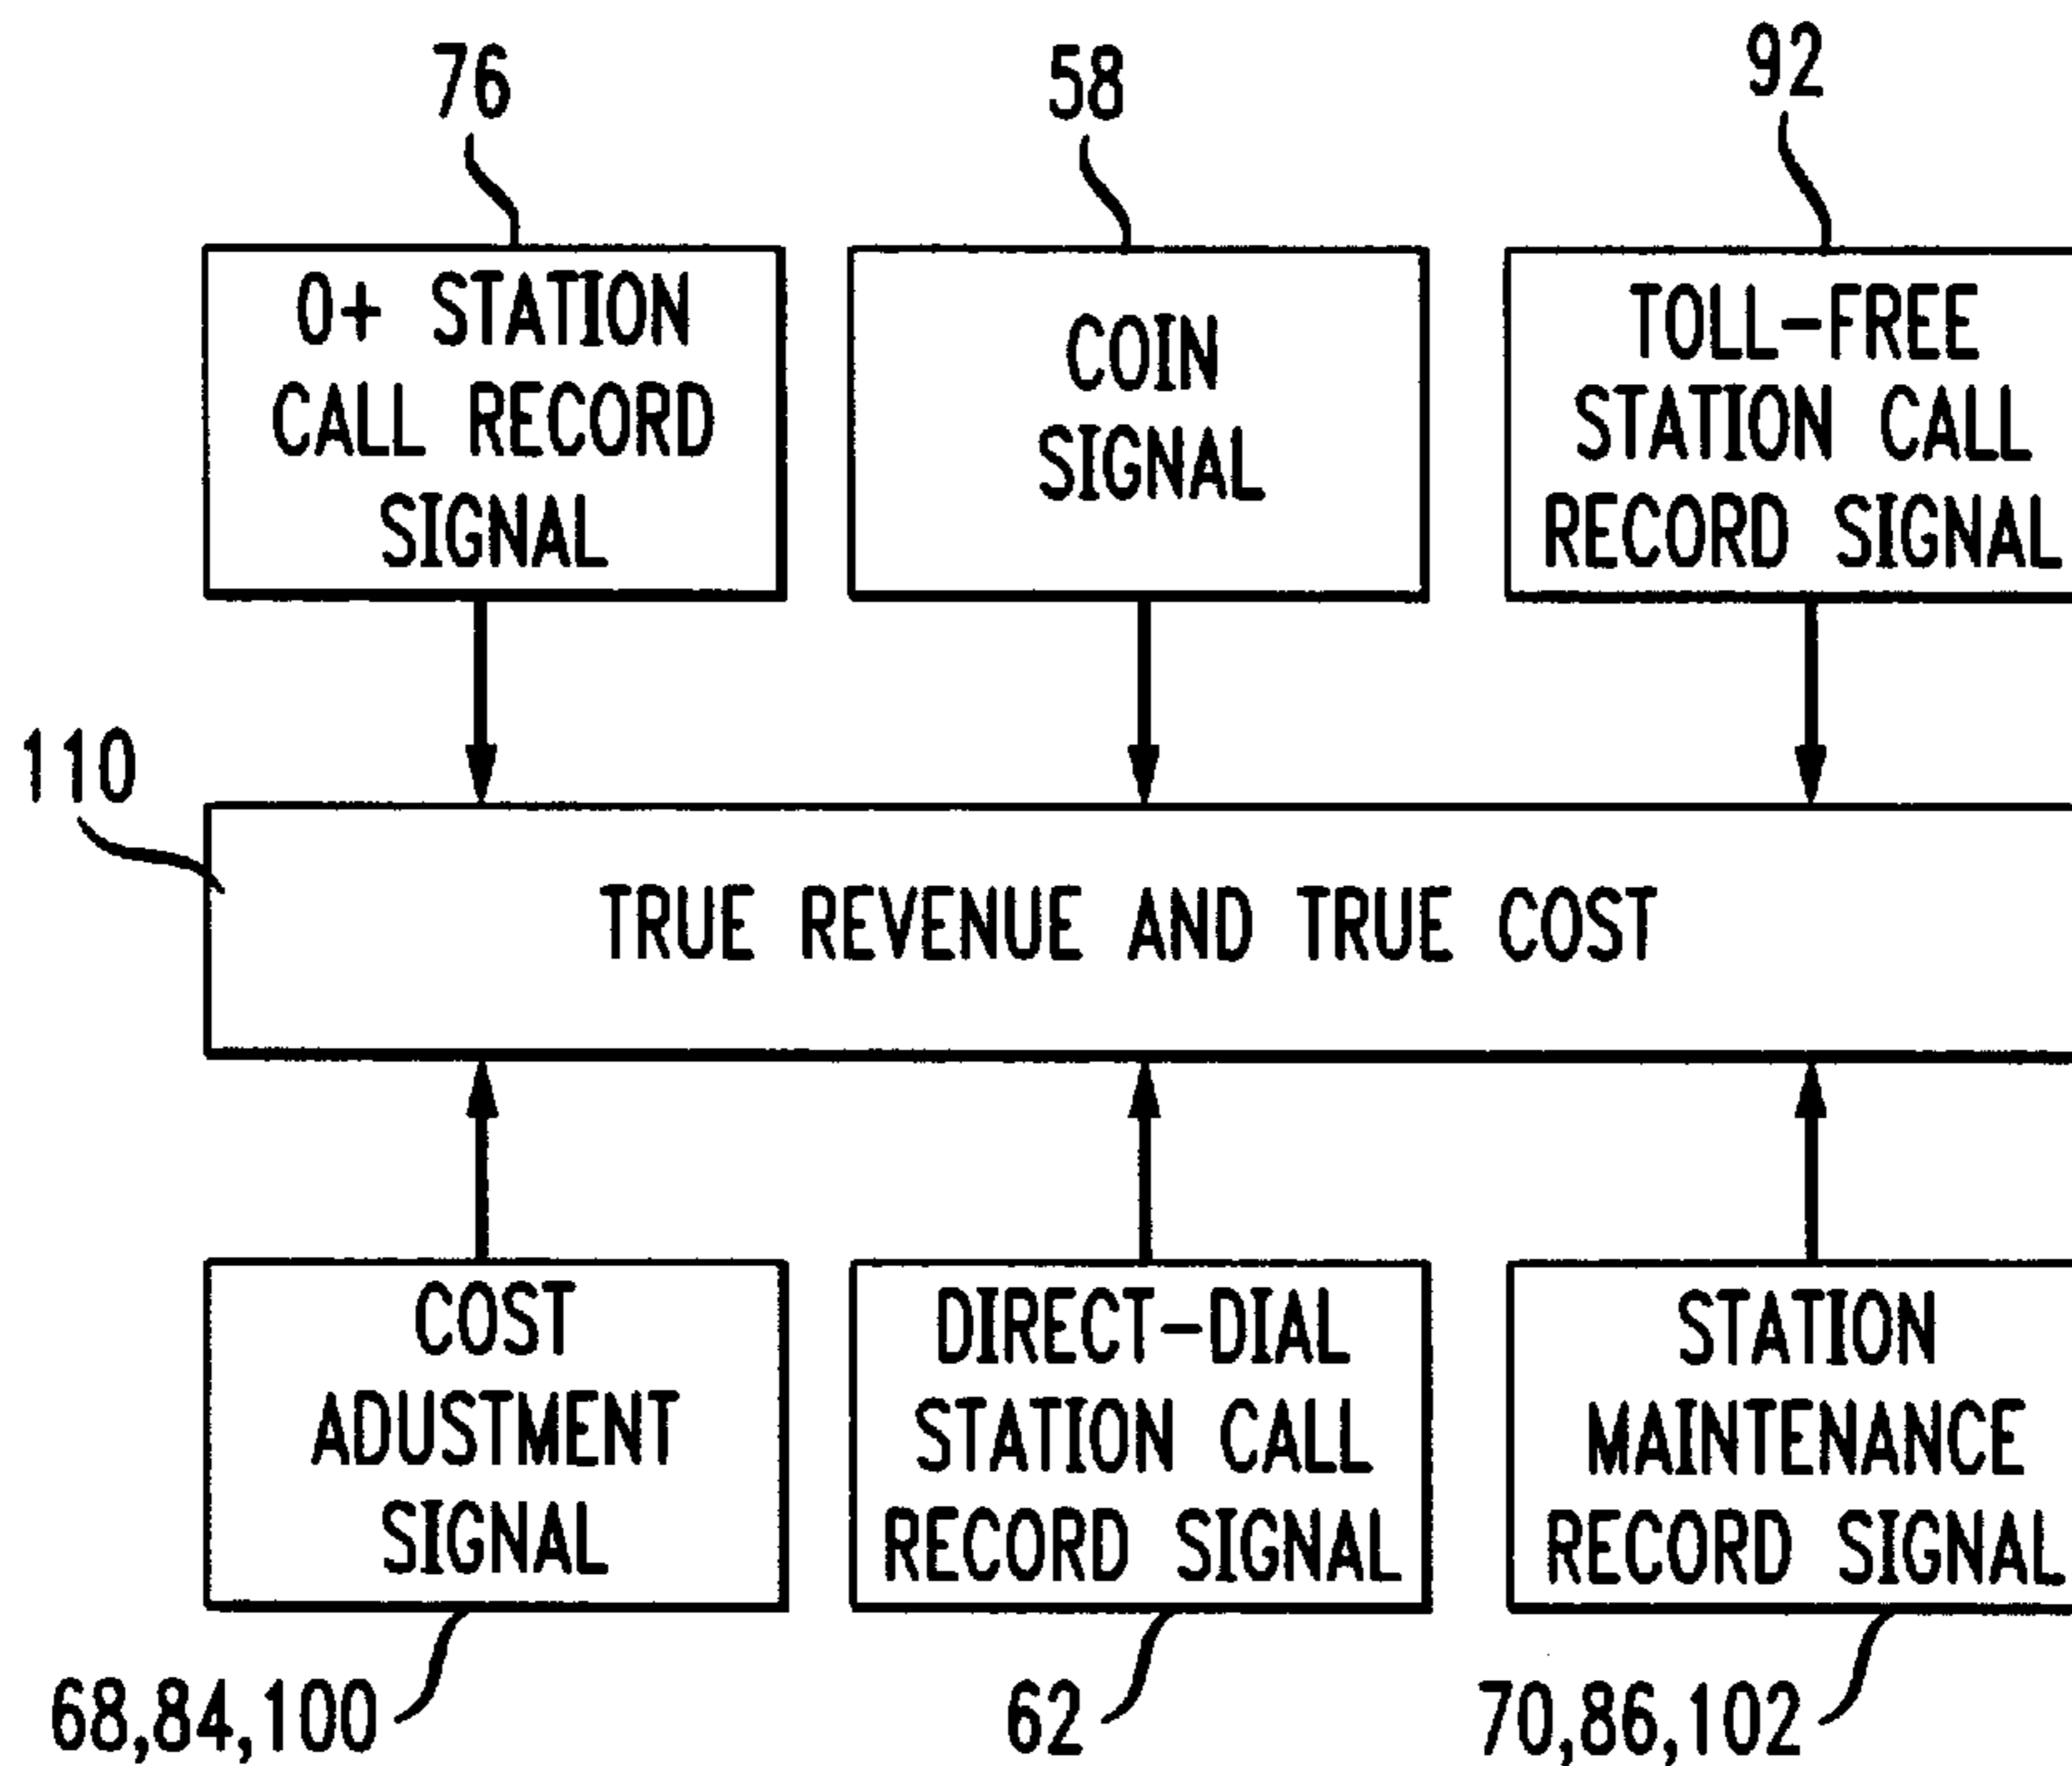 76
58
92
0+ STATION
CALL RECORD
SIGNAL
COIN
SIGNAL
TOLL-FREE
STATION CALL
RECORD SIGNAL
110
TRUE REVENUE AND TRUE COST
COST
ADUSTMENT
SIGNAL
DIRECT-DIAL
STATION CALL
RECORD SIGNAL
STATION
MAINTENANCE
RECORD SIGNAL
68,84,100
62
70,86,102